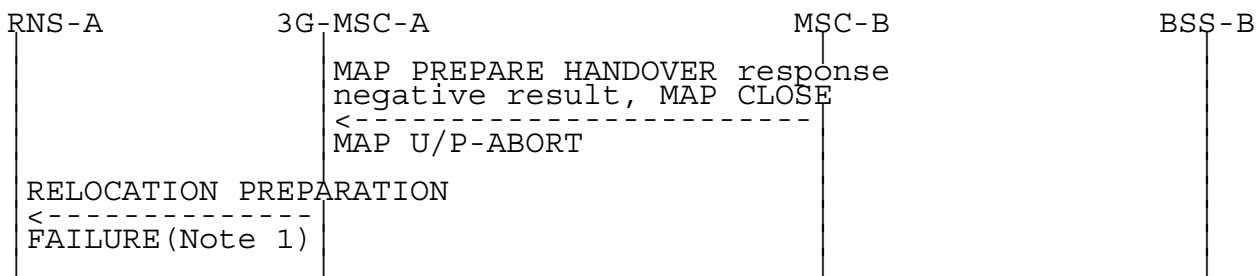 RNS-A 3G-MSC-A MSC-B BSS-B
MAP PREPARE HANDOVER response
negative result, MAP CLOSE
MAP U/P-ABORT
RELOCATION PREPARATION
FAILURE(Note 1)